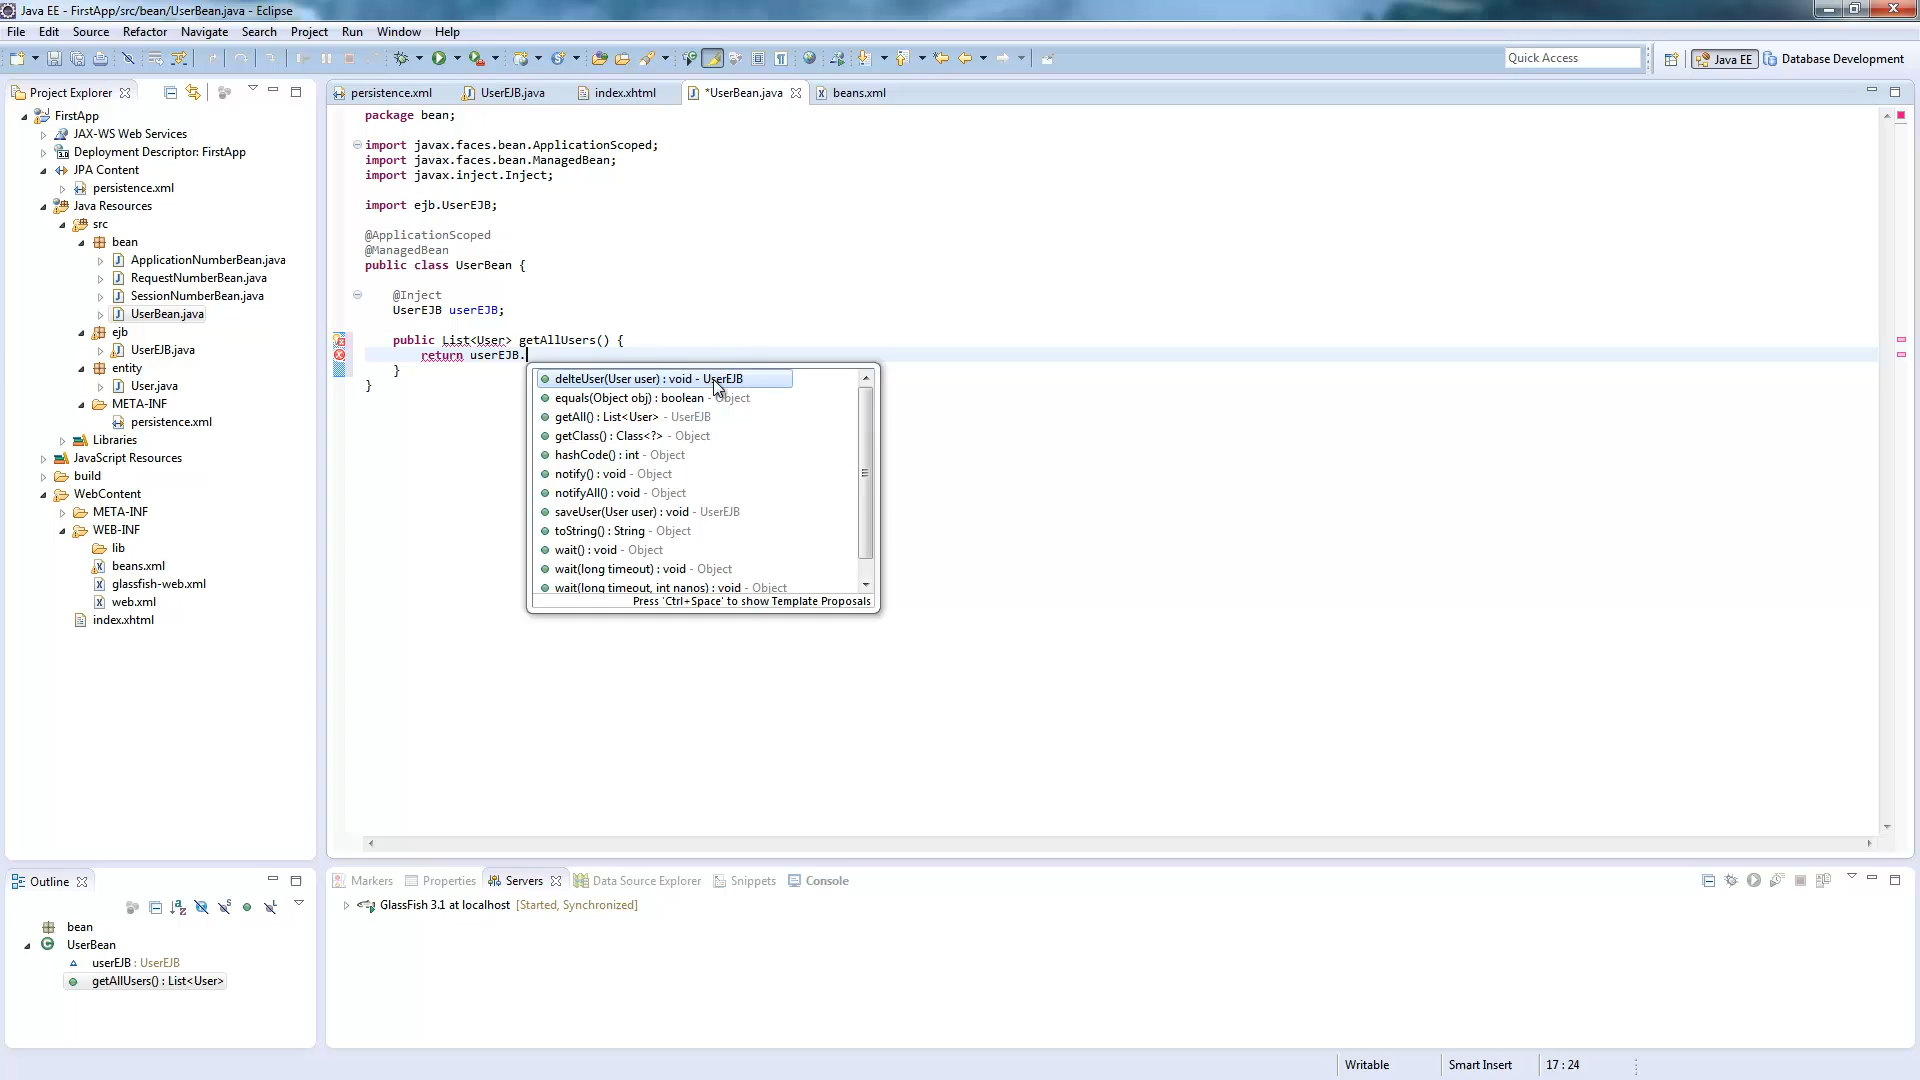 Java EE - FirstApp/src/bean/UserBean.java - Eclipse
File Edit Source Refactor Navigate Search Project Run Window Help
Quick Access
Java EE
Database Development
Project Explorer
FirstApp
JAX-WS Web Services
Deployment Descriptor: FirstApp
JPA Content
persistence.xml
Java Resources
src
bean
ApplicationNumberBean.java
RequestNumberBean.java
SessionNumberBean.java
UserBean.java
ejb
UserEJB.java
entity
User.java
META-INF
persistence.xml
Libraries
JavaScript Resources
build
WebContent
META-INF
WEB-INF
lib
beans.xml
glassfish-web.xml
web.xml
index.xhtml
persistence.xml UserEJB.java index.xhtml *UserBean.java beans.xml
package bean;
import javax.faces.bean.ApplicationScoped;
import javax.faces.bean.ManagedBean;
import javax.inject.Inject;
import ejb.UserEJB;
@ApplicationScoped
@ManagedBean
public class UserBean {
@Inject
UserEJB userEJB;
public List<User> getAllUsers() {
return userEJB.
}
}
delteUser(User user) : void - UserEJB
equals(Object obj) : boolean - Object
getAll() : List<User> - UserEJB
getClass() : Class<?> - Object
hashCode() : int - Object
notify() : void - Object
notifyAll() : void - Object
saveUser(User user) : void - UserEJB
toString() : String - Object
wait() : void - Object
wait(long timeout) : void - Object
wait(long timeout, int nanos) : void - Object
Press 'Ctrl+Space' to show Template Proposals
Outline
bean
UserBean
userEJB : UserEJB
getAllUsers() : List<User>
Markers Properties Servers Data Source Explorer Snippets Console
GlassFish 3.1 at localhost [Started, Synchronized]
Writable Smart Insert 17 : 24